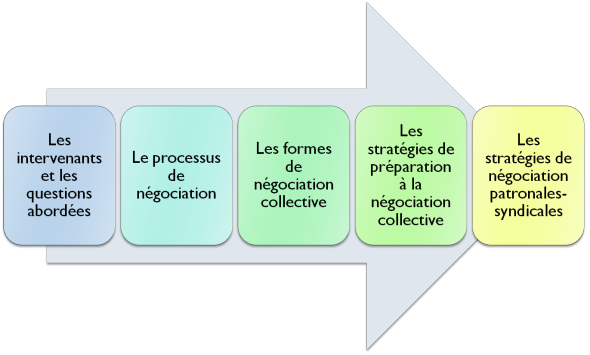 Les
intervenants
et les
questions
abordées
Le processus
de
négociation
Les formes
de
négociation
collective
Les
stratégies de
préparation
à la
négociation
collective
Les
stratégies de
négociation
patronales-
syndicales